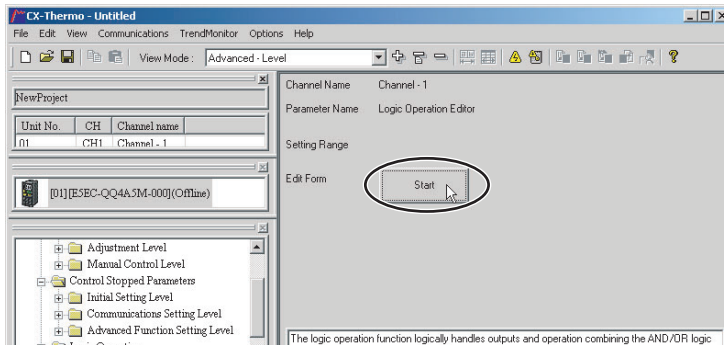 CX-Thermo - Untitled
File Edit View Communications TrendMonitor Options Help
View Mode : Advanced - Level
NewProject
Unit No. CH Channel name
01 CH1 Channel - 1
[01][E5EC-QQ4A5M-000](Offline)
Adjustment Level
Manual Control Level
Control Stopped Parameters
Initial Setting Level
Communications Setting Level
Advanced Function Setting Level
Channel Name Channel - 1
Parameter Name Logic Operation Editor
Setting Range
Edit Form Start
The logic operation function logically handles outputs and operation combining the AND/OR logic